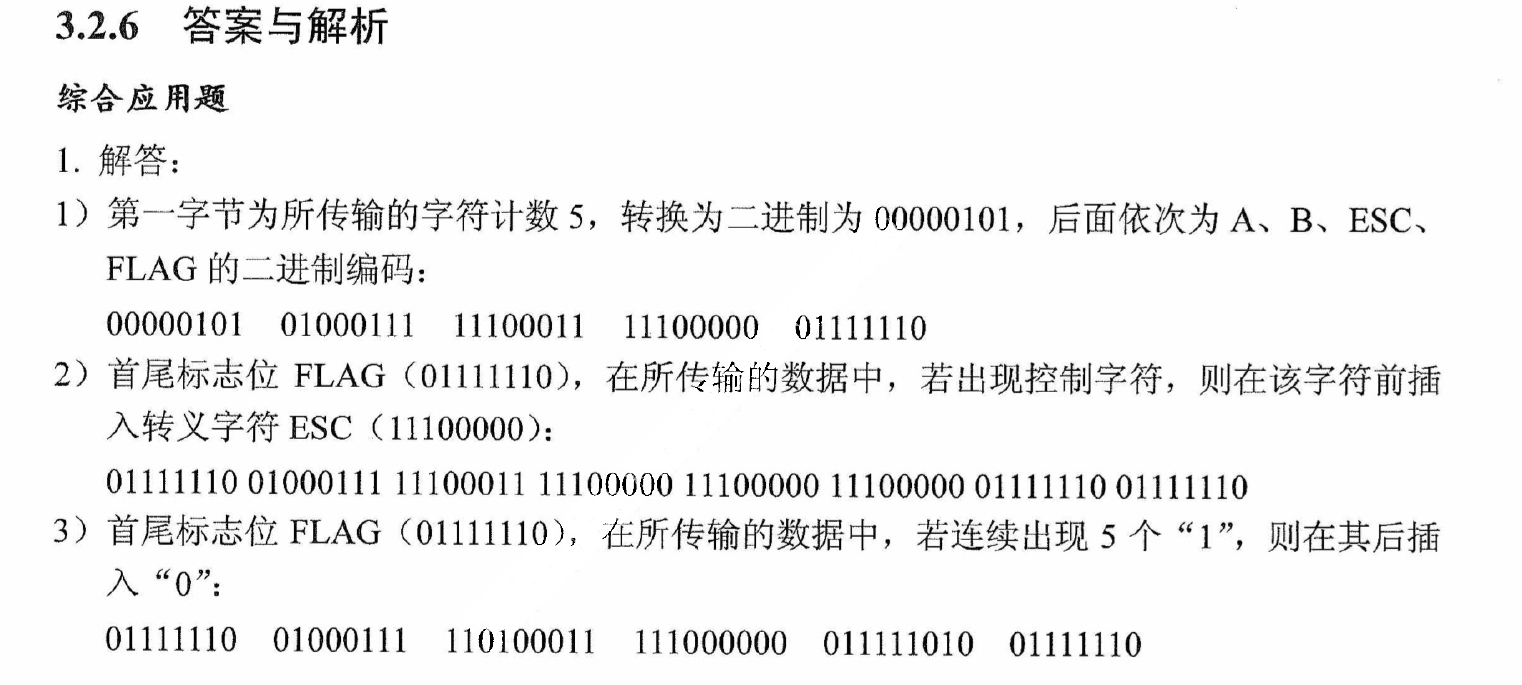 3.2.6 答案与解析
综合应用题
1. 解答：
1）第一字节为所传输的字符计数 5，转换为二进制为 00000101，后面依次为 A、B、ESC、
FLAG 的二进制编码：
00000101 01000111 11100011 11100000 01111110
2）首尾标志位 FLAG（01111110），在所传输的数据中，若出现控制字符，则在该字符前插
入转义字符 ESC（11100000）：
01111110 01000111 11100011 11100000 11100000 11100000 01111110 01111110
3）首尾标志位 FLAG（01111110），在所传输的数据中，若连续出现 5 个“1”，则在其后插
入“0”：
01111110 01000111 110100011 111000000 011111010 01111110